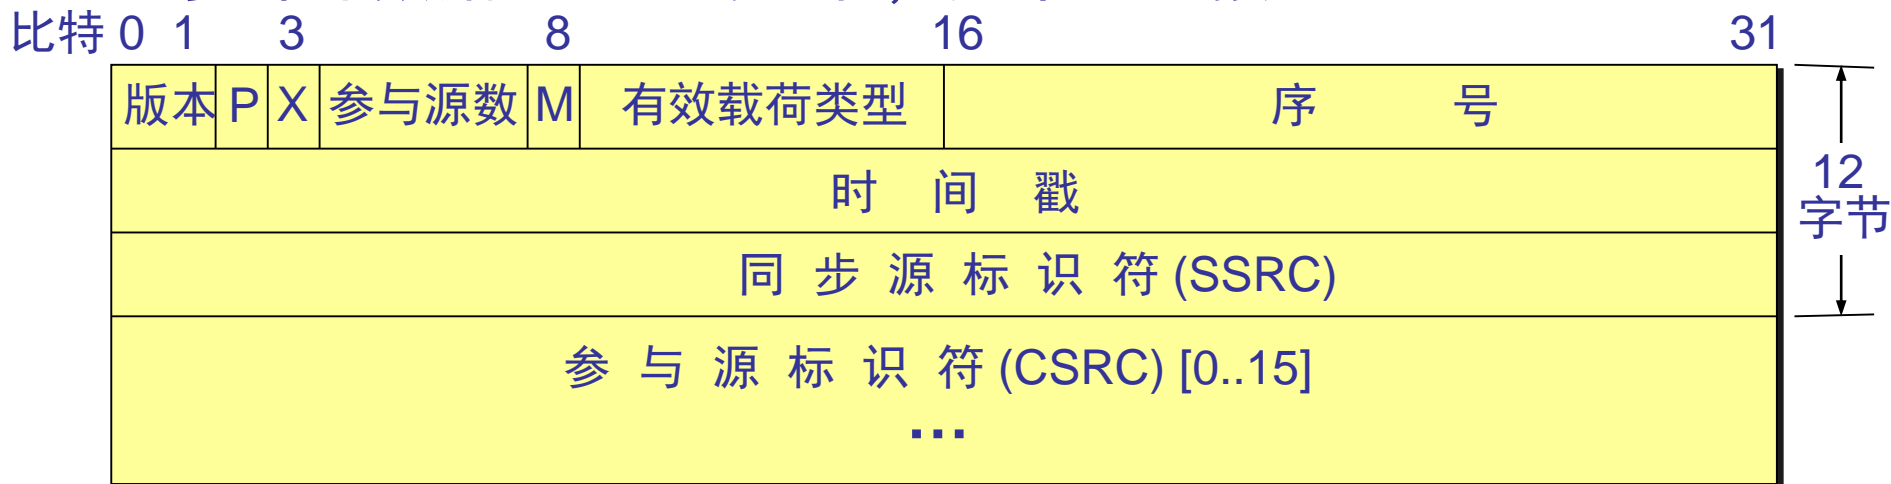 比特 0 1 3 8 16 31
版本 P X 参与源数 M 有效载荷类型 序 号
时 间 戳
12
字节
同 步 源 标 识 符 (SSRC)
参 与 源 标 识 符 (CSRC) [0..15]
...